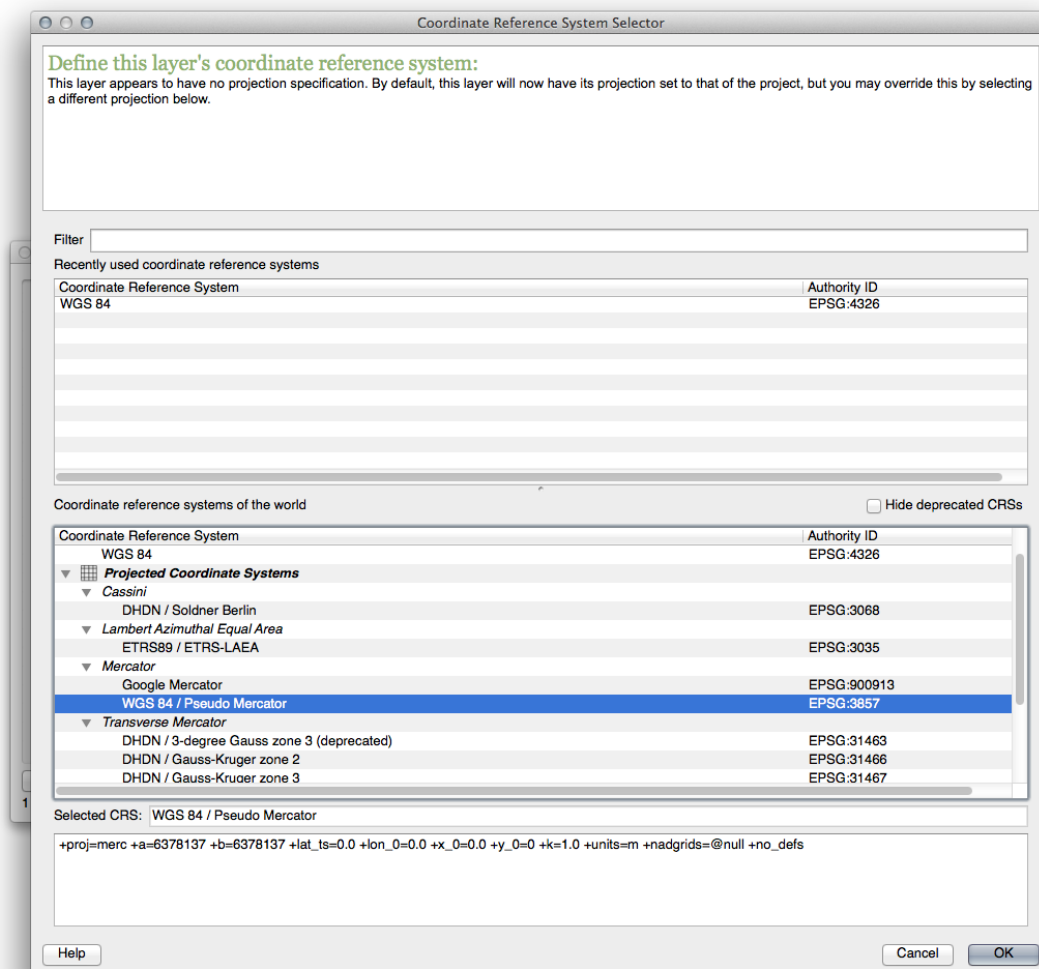 Coordinate Reference System Selector
Define this layer's coordinate reference system:
This layer appears to have no projection specification. By default, this layer will now have its projection set to that of the project, but you may override this by selecting
a different projection below.
Filter
Recently used coordinate reference systems
Coordinate Reference System Authority ID
WGS 84 EPSG:4326
Coordinate reference systems of the world Hide deprecated CRSs
Coordinate Reference System Authority ID
WGS 84 EPSG:4326
Projected Coordinate Systems
Cassini
DHDN / Soldner Berlin EPSG:3068
Lambert Azimuthal Equal Area
ETRS89 / ETRS-LAEA EPSG:3035
Mercator
Google Mercator EPSG:900913
WGS 84 / Pseudo Mercator EPSG:3857
Transverse Mercator
DHDN / 3-degree Gauss zone 3 (deprecated) EPSG:31463
DHDN / Gauss-Kruger zone 2 EPSG:31466
DHDN / Gauss-Kruger zone 3 EPSG:31467
1
Selected CRS: WGS 84 / Pseudo Mercator
+proj=merc +a=6378137 +b=6378137 +lat_ts=0.0 +lon_0=0.0 +x_0=0.0 +y_0=0 +k=1.0 +units=m +nadgrids=@null +no_defs
Help Cancel OK